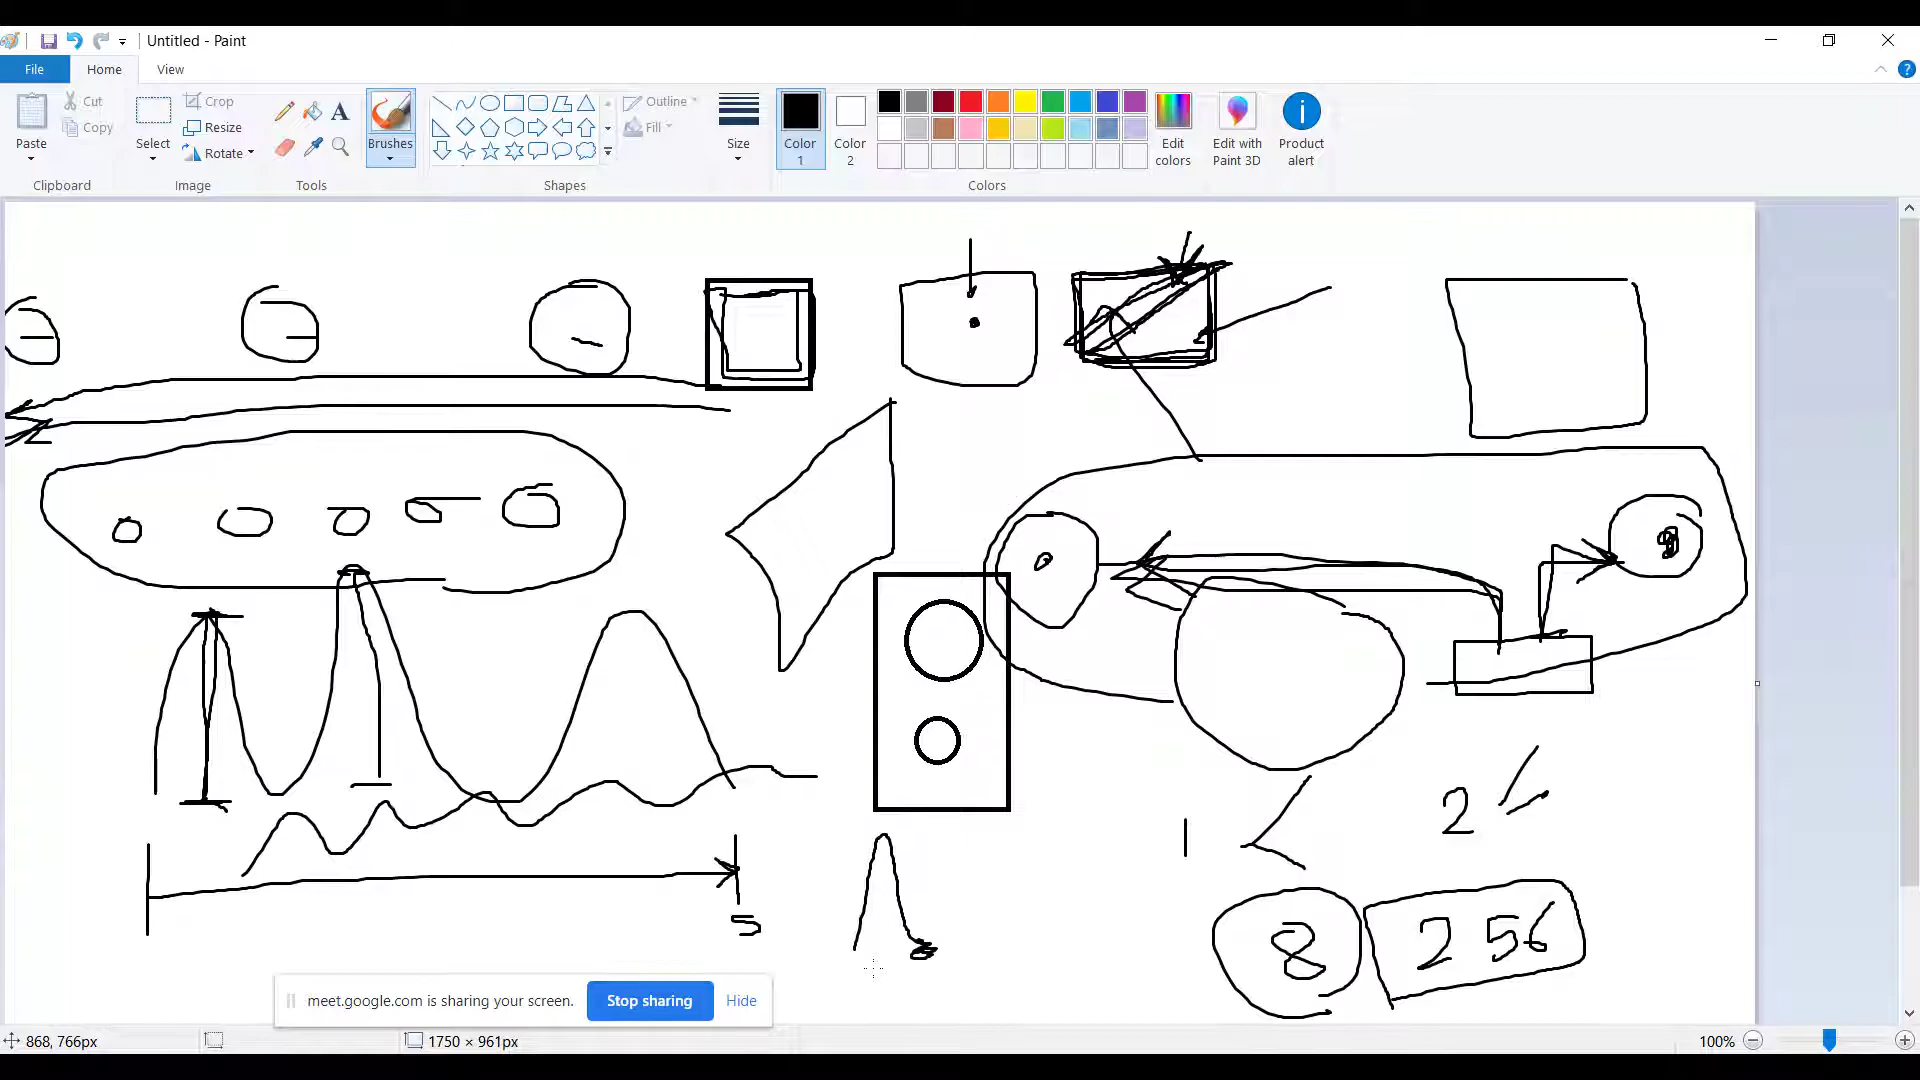 Untitled - Paint
File
Home
View
Cut
Copy
Paste
Clipboard
Crop
Resize
Rotate
Select
Image
A
Tools
Brushes
Shapes
Outline
Fill
Size
Color
1
Color
2
Edit
colors
Edit with
Paint 3D
Product
alert
Colors
5
8
2 56
meet.google.com is sharing your screen.
Stop sharing
Hide
868, 766px
1750 × 961px
100%